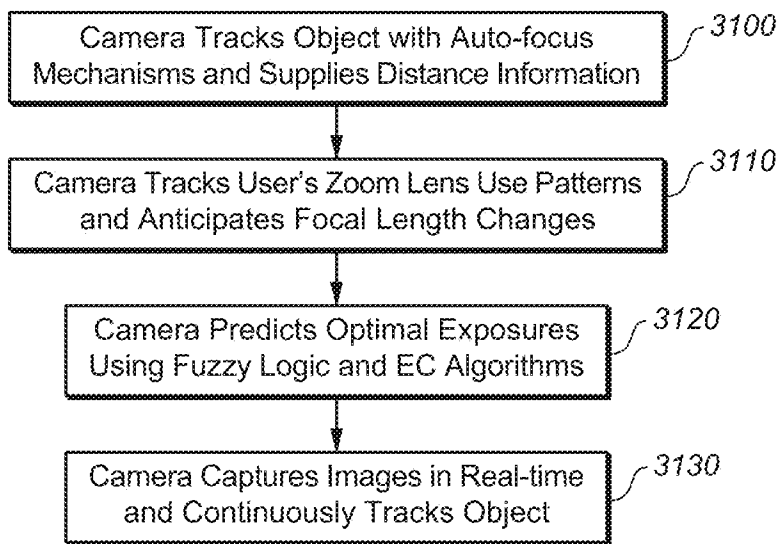 Camera Tracks Object with Auto-focus
Mechanisms and Supplies Distance Information
3100
Camera Tracks User's Zoom Lens Use Patterns
and Anticipates Focal Length Changes
3110
Camera Predicts Optimal Exposures
Using Fuzzy Logic and EC Algorithms
3120
Camera Captures Images in Real-time
and Continuously Tracks Object
3130